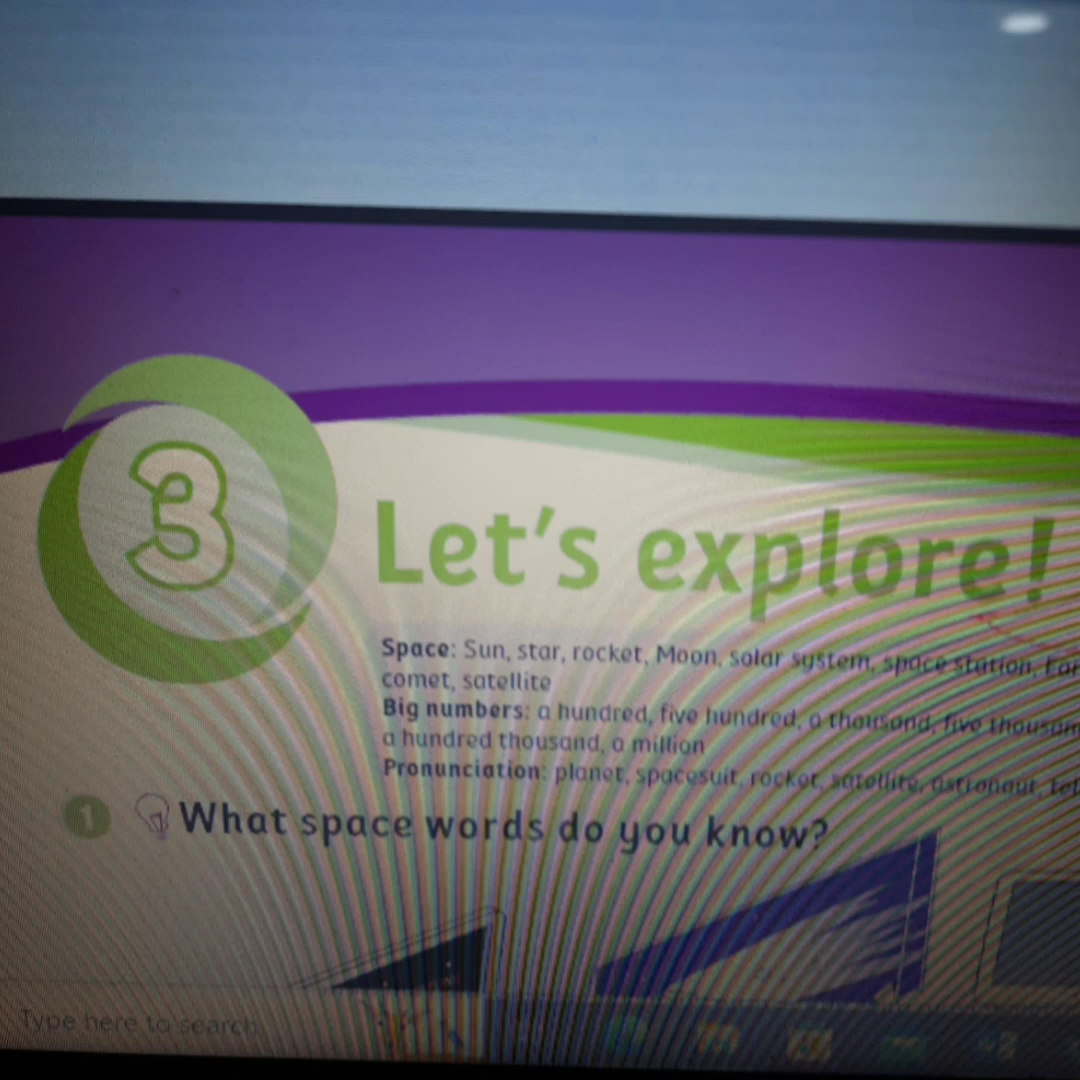 3
Let's explore!
Space: Sun, star, rocket, Moon, solar system, space station,
comet, satellite
Big numbers: a hundred, five hundred, a thousand, five
a hundred thousand, a million
Pronunciation: planet, spacesuit, rocket, satellite, astronaut,
1 What space words do you know?
Type here to search